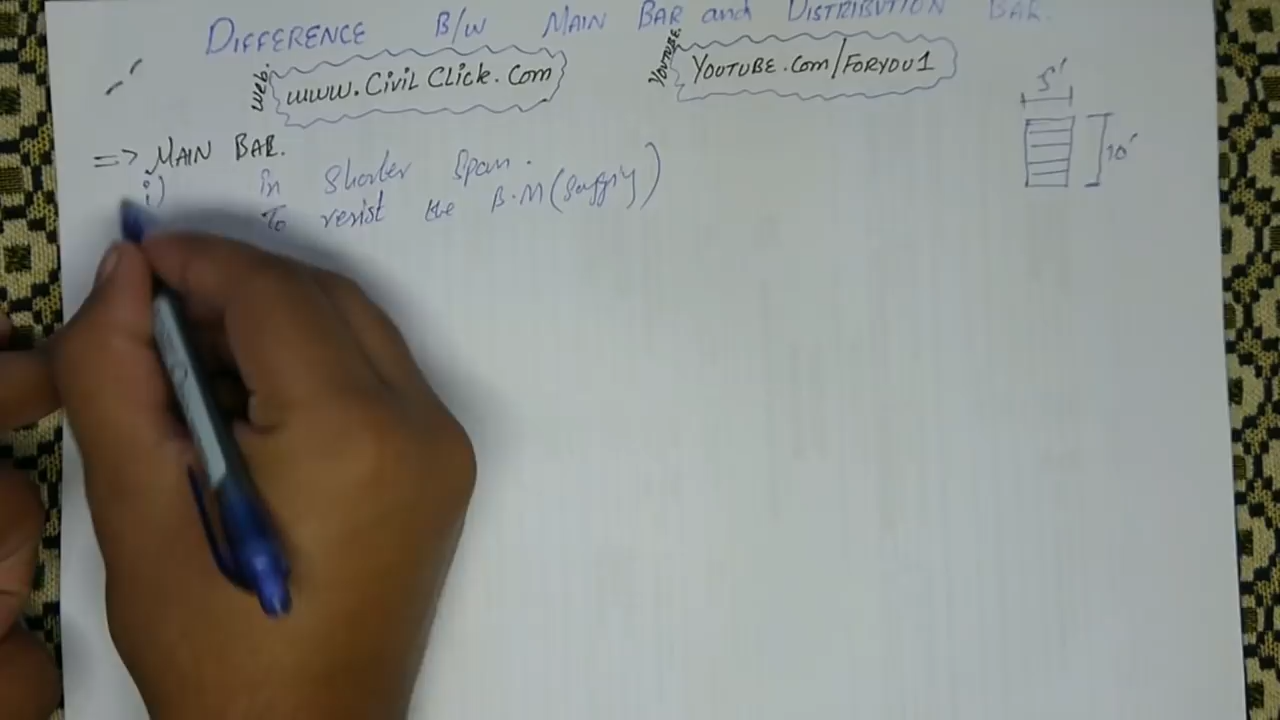 DIFFERENCE B/W MAIN BAR and DISTRIBUTION BAR.
Web: www.CivilClick.Com
YOUTUBE: YOUTUBE.Com/FORYOU1
5'
10'
=> MAIN BAR.
i) in Shorter Span.
To resist the B.M (Sagging)